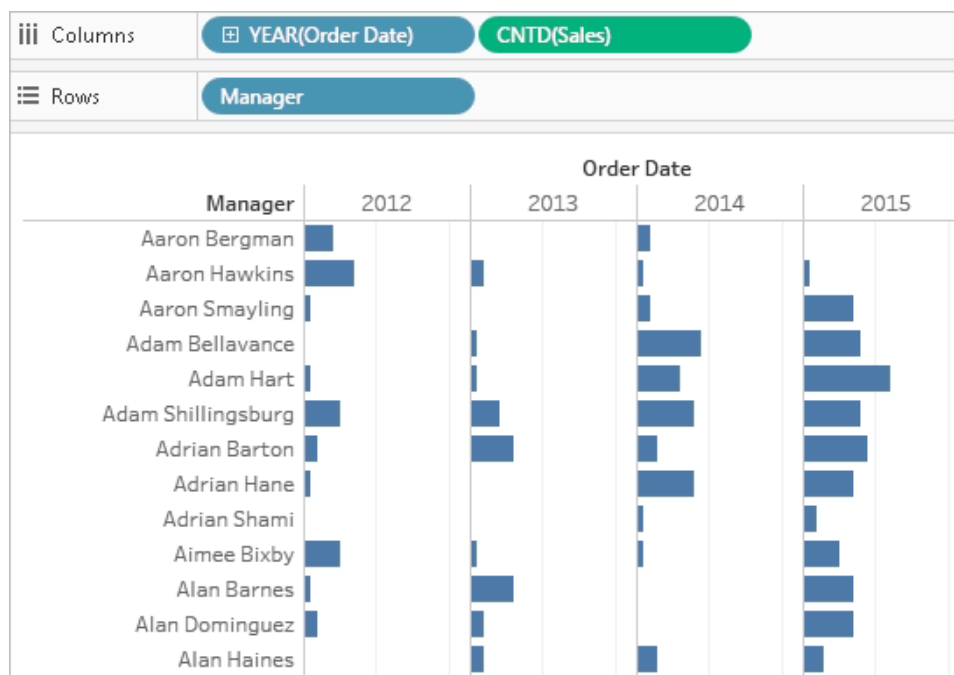 Columns YEAR(Order Date) CNTD(Sales)
Rows Manager
Order Date
Manager 2012 2013 2014 2015
Aaron Bergman
Aaron Hawkins
Aaron Smayling
Adam Bellavance
Adam Hart
Adam Shillingsburg
Adrian Barton
Adrian Hane
Adrian Shami
Aimee Bixby
Alan Barnes
Alan Dominguez
Alan Haines